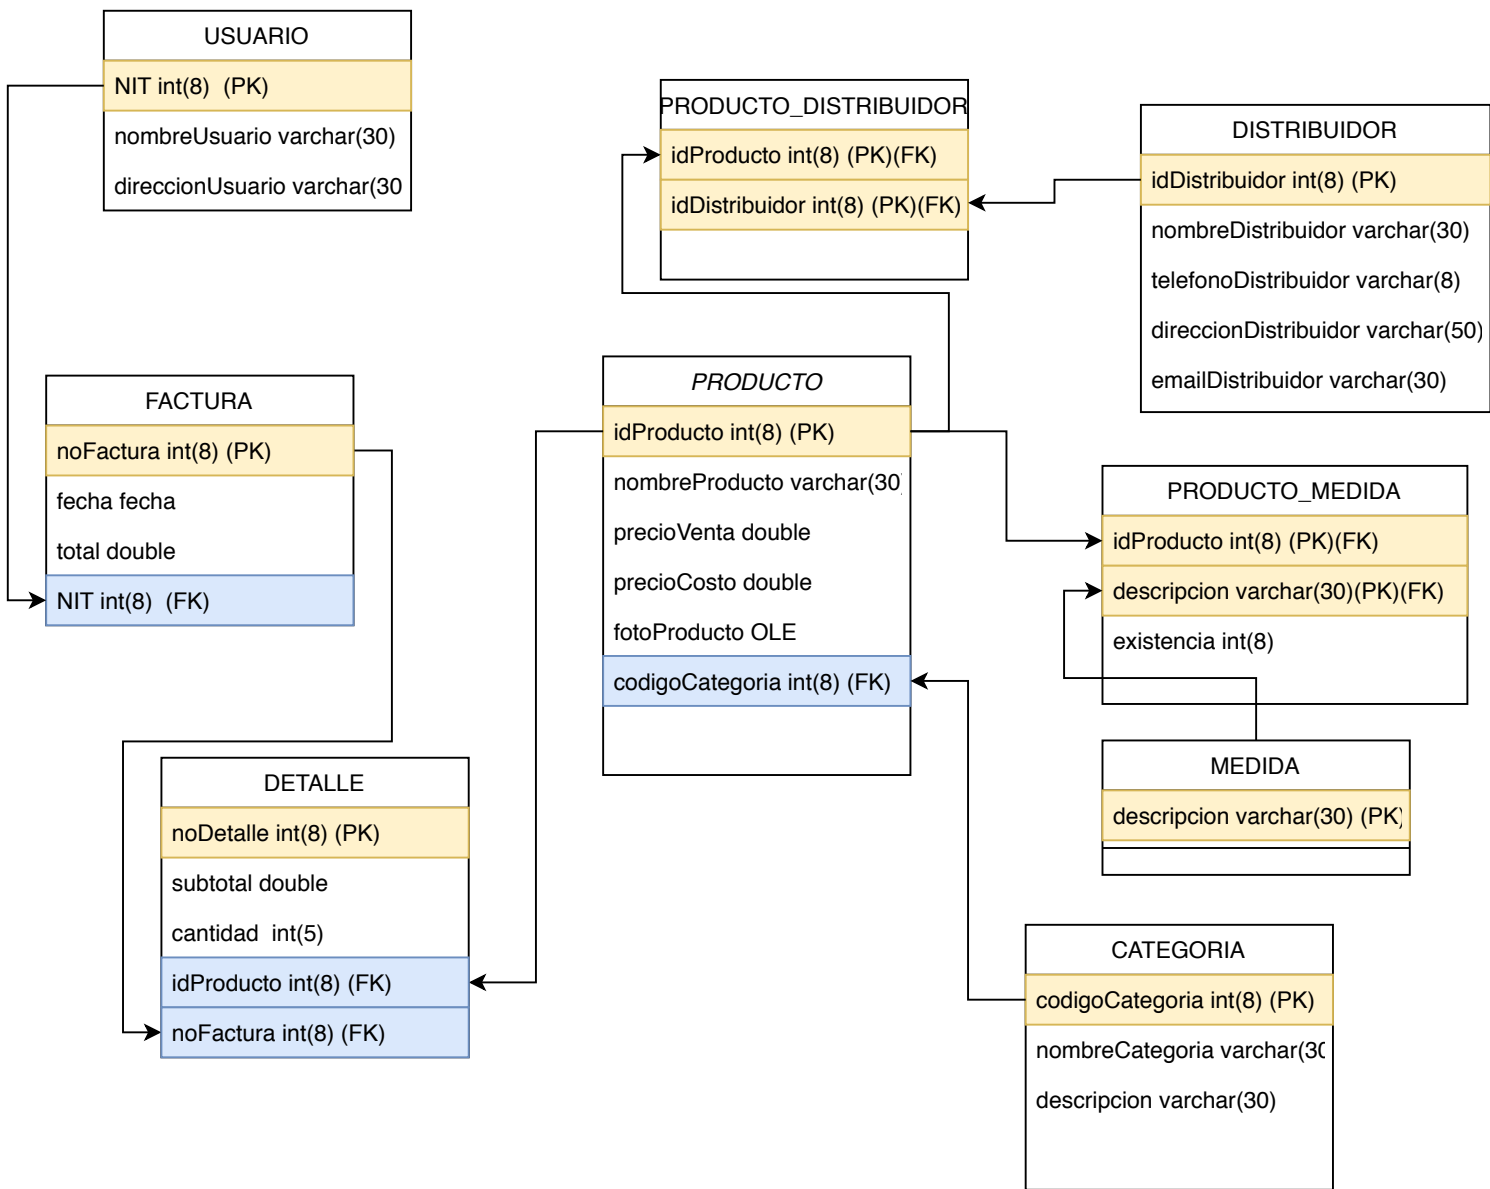 USUARIO
NIT int(8)  (PK)
nombreUsuario varchar(30)
direccionUsuario varchar(30
PRODUCTO_DISTRIBUIDOR
idProducto int(8) (PK)(FK)
idDistribuidor int(8) (PK)(FK)
DISTRIBUIDOR
idDistribuidor int(8) (PK)
nombreDistribuidor varchar(30)
telefonoDistribuidor varchar(8)
direccionDistribuidor varchar(50)
emailDistribuidor varchar(30)
FACTURA
noFactura int(8) (PK)
fecha fecha
total double
NIT int(8)  (FK)
PRODUCTO
idProducto int(8) (PK)
nombreProducto varchar(30)
precioVenta double
precioCosto double
fotoProducto OLE
codigoCategoria int(8) (FK)
PRODUCTO_MEDIDA
idProducto int(8) (PK)(FK)
descripcion varchar(30)(PK)(FK)
existencia int(8)
MEDIDA
descripcion varchar(30) (PK)
DETALLE
noDetalle int(8) (PK)
subtotal double
cantidad  int(5)
idProducto int(8) (FK)
noFactura int(8) (FK)
CATEGORIA
codigoCategoria int(8) (PK)
nombreCategoria varchar(30
descripcion varchar(30)